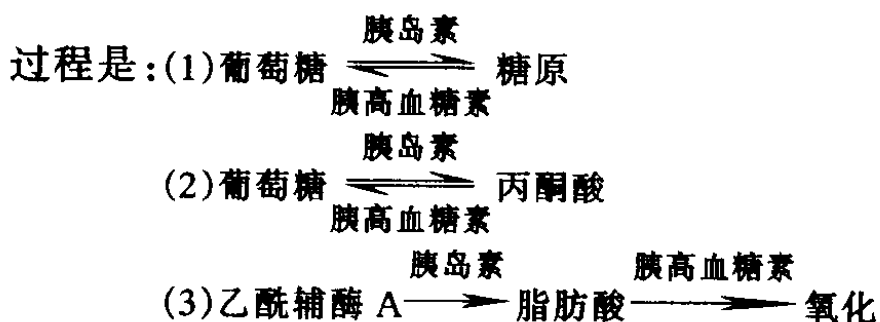 胰岛素
过程是:(1)葡萄糖 ⇌ 糖原
胰高血糖素
胰岛素
(2)葡萄糖 ⇌ 丙酮酸
胰高血糖素
胰岛素 胰高血糖素
(3)乙酰辅酶 A → 脂肪酸 → 氧化